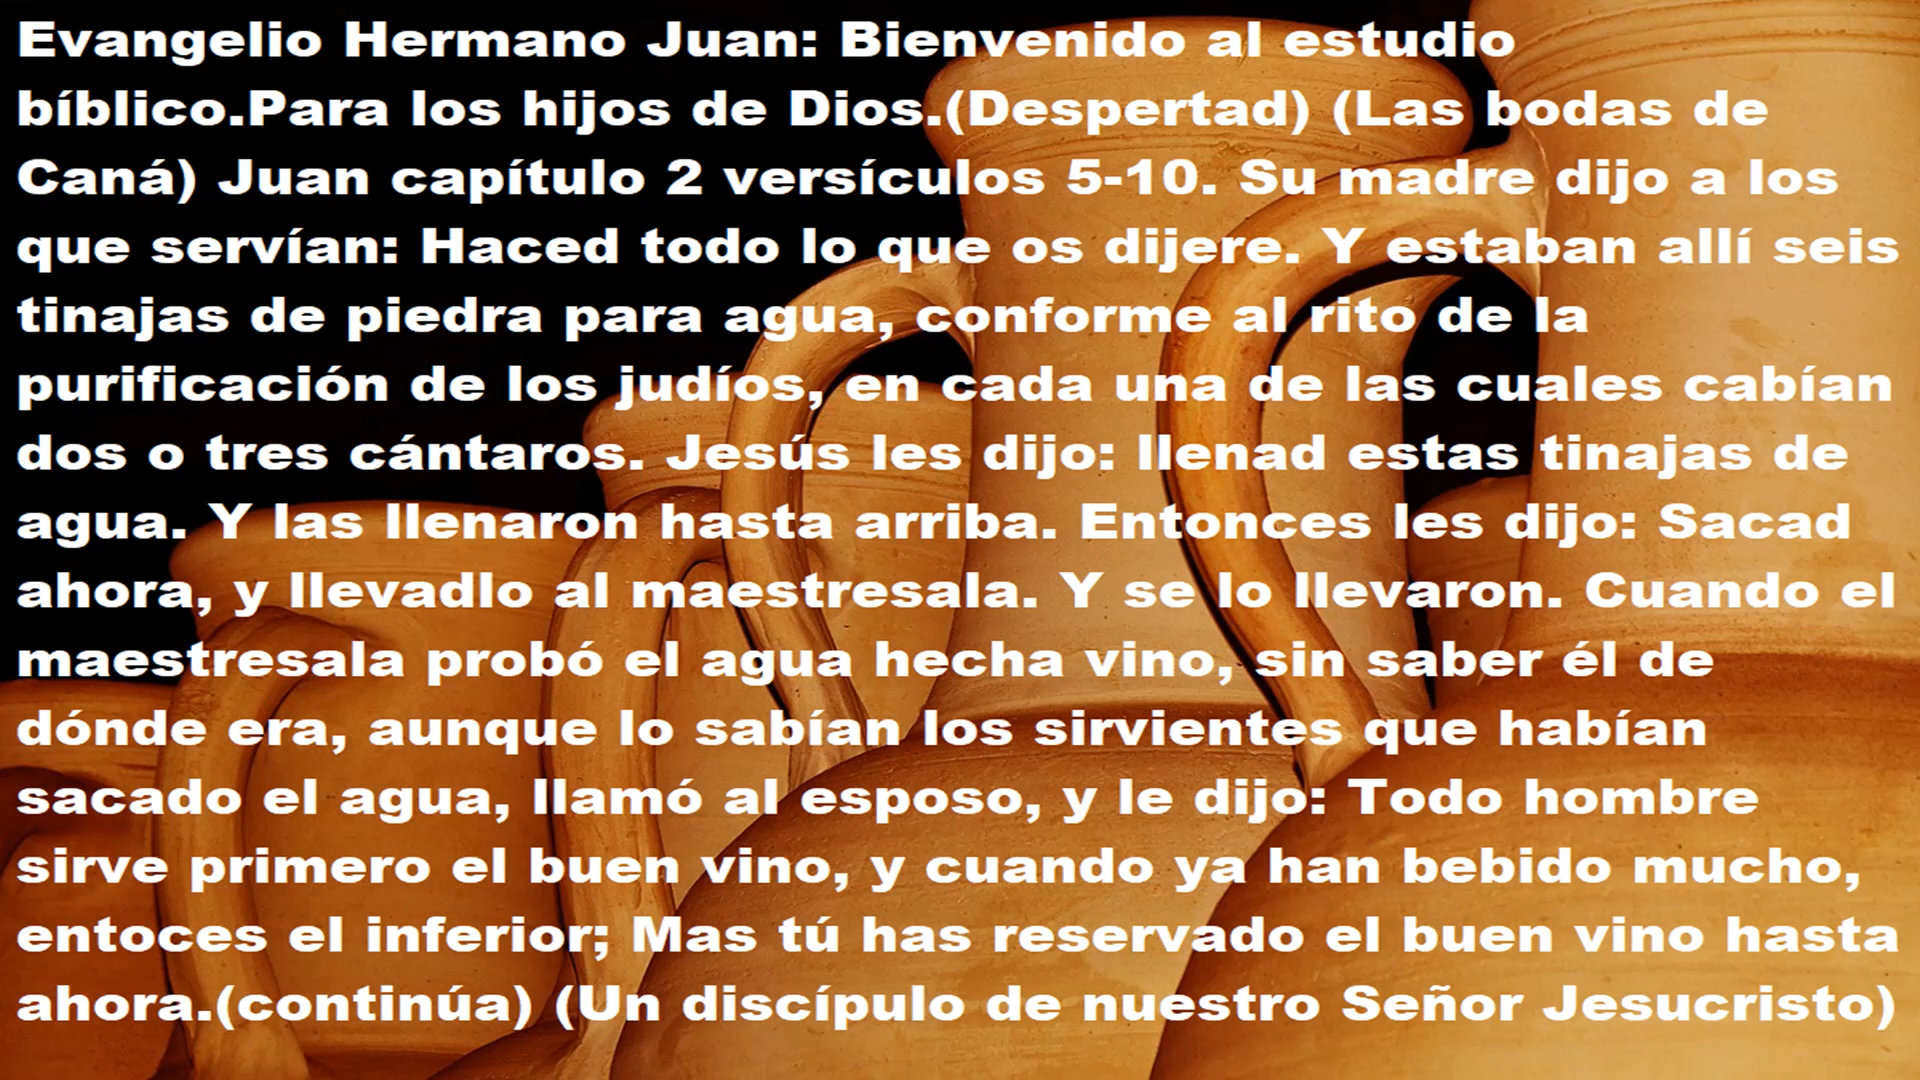 Evangelio Hermano Juan: Bienvenido al estudio
bíblico.Para los hijos de Dios.(Despertad) (Las bodas de
Caná) Juan capítulo 2 versículos 5-10. Su madre dijo a los
que servían: Haced todo lo que os dijere. Y estaban allí seis
tinajas de piedra para agua, conforme al rito de la
purificación de los judíos, en cada una de las cuales cabían
dos o tres cántaros. Jesús les dijo: llenad estas tinajas de
agua. Y las llenaron hasta arriba. Entonces les dijo: Sacad
ahora, y llevadlo al maestresala. Y se lo llevaron. Cuando el
maestresala probó el agua hecha vino, sin saber él de
dónde era, aunque lo sabían los sirvientes que habían
sacado el agua, llamó al esposo, y le dijo: Todo hombre
sirve primero el buen vino, y cuando ya han bebido mucho,
entoces el inferior; Mas tú has reservado el buen vino hasta
ahora.(continúa) (Un discípulo de nuestro Señor Jesucristo)